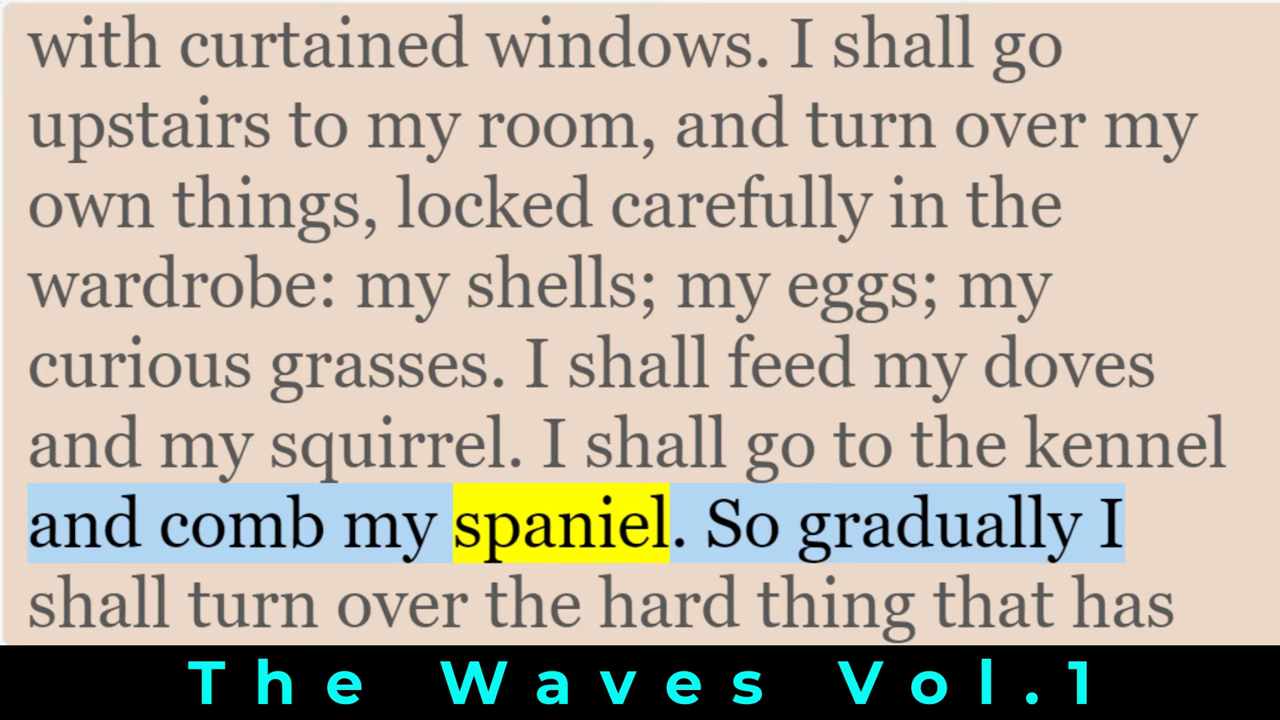 with curtained windows. I shall go
upstairs to my room, and turn over my
own things, locked carefully in the
wardrobe: my shells; my eggs; my
curious grasses. I shall feed my doves
and my squirrel. I shall go to the kennel
and comb my spaniel. So gradually I
shall turn over the hard thing that has
The Waves Vol.1